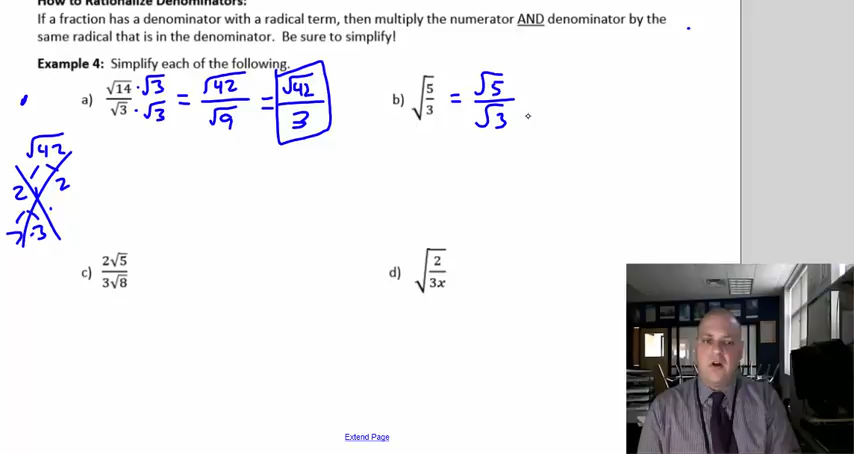 How to Rationalize Denominators:
If a fraction has a denominator with a radical term, then multiply the numerator AND denominator by the
same radical that is in the denominator. Be sure to simplify!
Example 4: Simplify each of the following.
a) √14/√3 · √3/√3 = √42/√9 = √42/3
b) √(5/3) = √5/√3
√42
2 2
7 · 3
c) 2√5/3√8
d) √(2/3x)
Extend Page